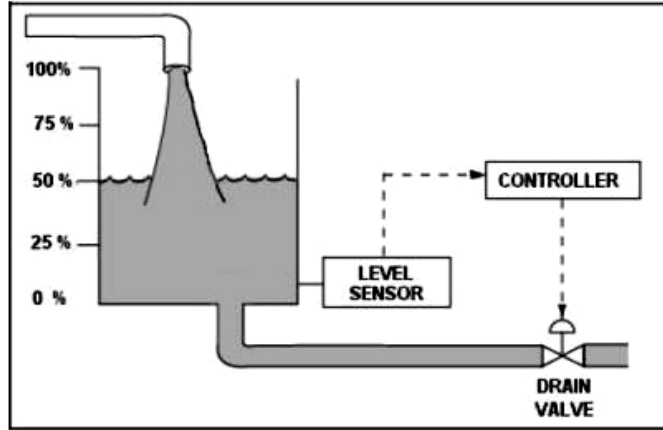 100%
75 %
50 %
25 %
0 %
CONTROLLER
LEVEL
SENSOR
DRAIN
VALVE